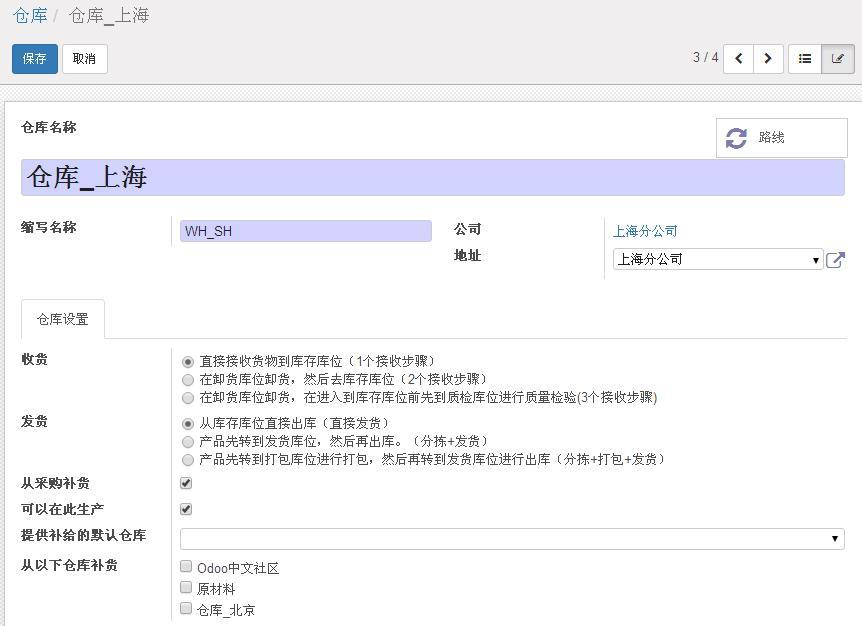 仓库 / 仓库_上海
保存 取消 3 / 4
仓库名称
路线
仓库_上海
缩写名称 WH_SH 公司 上海分公司
地址 上海分公司
仓库设置
收货 直接接收货物到库存库位（1个接收步骤）
在卸货库位卸货，然后去库存库位（2个接收步骤）
在卸货库位卸货，在进入到库存库位前先到质检库位进行质量检验(3个接收步骤)
发货 从库存库位直接出库（直接发货）
产品先转到发货库位，然后再出库。（分拣+发货）
产品先转到打包库位进行打包，然后再转到发货库位进行出库（分拣+打包+发货）
从采购补货
可以在此生产
提供补给的默认仓库
从以下仓库补货 Odoo中文社区
原材料
仓库_北京